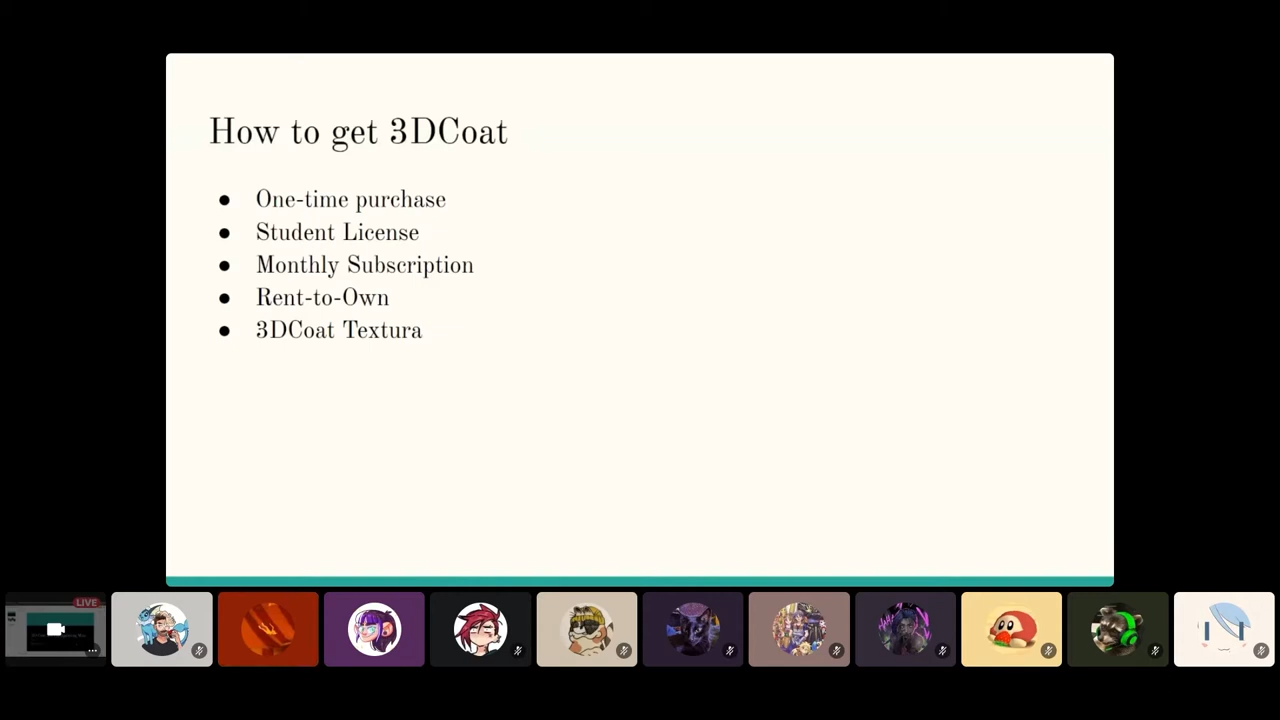 How to get 3DCoat
● One-time purchase
● Student License
● Monthly Subscription
● Rent-to-Own
● 3DCoat Textura
LIVE